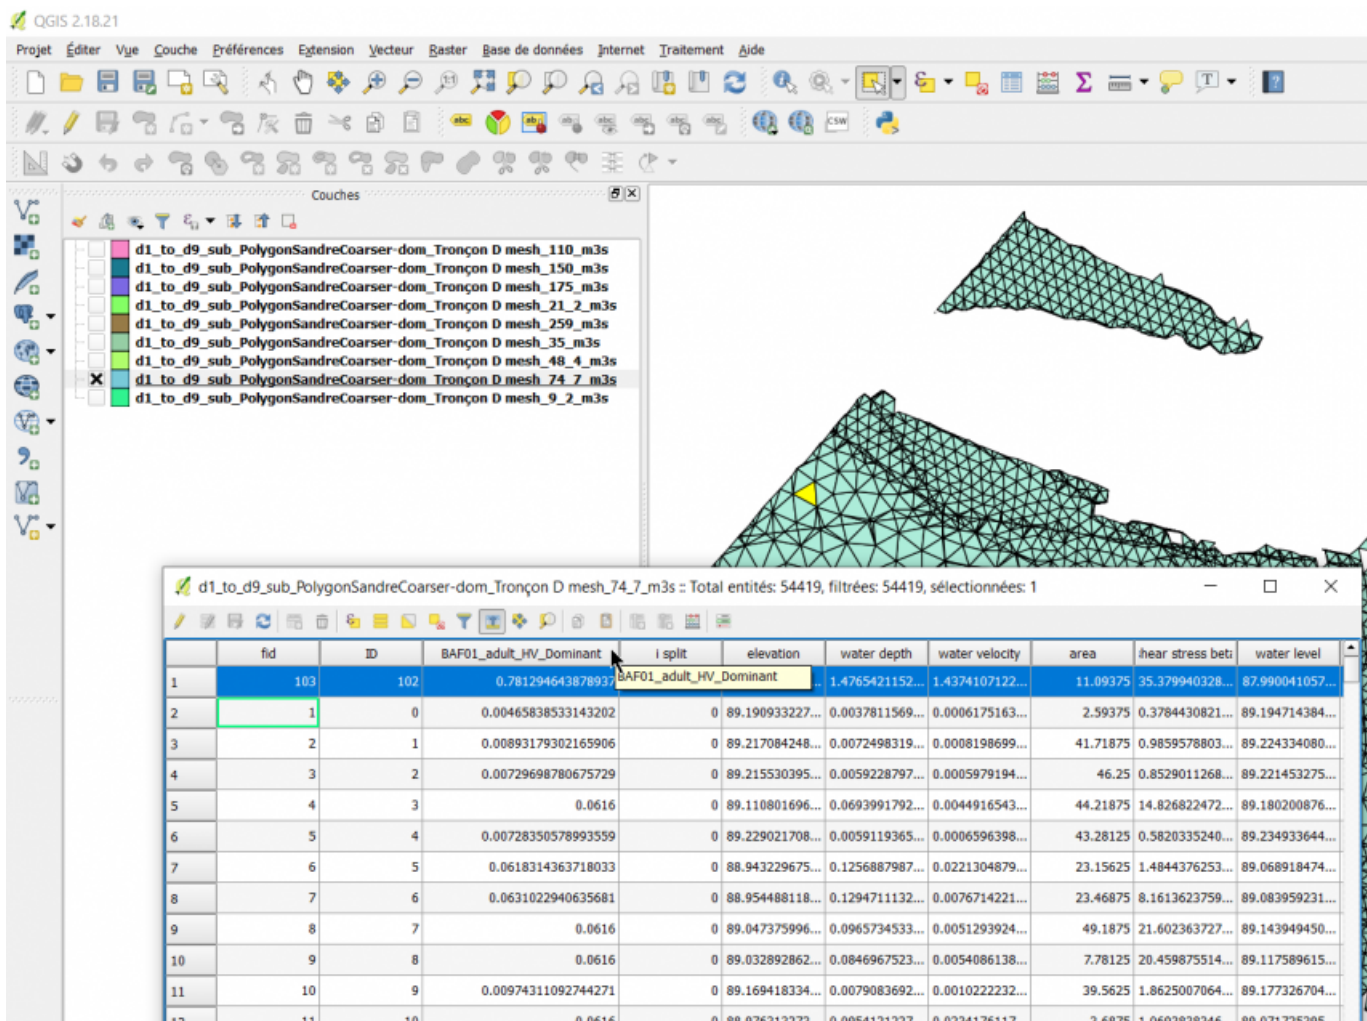 QGIS 2.18.21
Projet Éditer Vue Couche Préférences Extension Vecteur Raster Base de données Internet Traitement Aide
Couches
d1_to_d9_sub_PolygonSandreCoarser-dom_Tronçon D mesh_110_m3s
d1_to_d9_sub_PolygonSandreCoarser-dom_Tronçon D mesh_150_m3s
d1_to_d9_sub_PolygonSandreCoarser-dom_Tronçon D mesh_175_m3s
d1_to_d9_sub_PolygonSandreCoarser-dom_Tronçon D mesh_21_2_m3s
d1_to_d9_sub_PolygonSandreCoarser-dom_Tronçon D mesh_259_m3s
d1_to_d9_sub_PolygonSandreCoarser-dom_Tronçon D mesh_35_m3s
d1_to_d9_sub_PolygonSandreCoarser-dom_Tronçon D mesh_48_4_m3s
d1_to_d9_sub_PolygonSandreCoarser-dom_Tronçon D mesh_74_7_m3s
d1_to_d9_sub_PolygonSandreCoarser-dom_Tronçon D mesh_9_2_m3s
d1_to_d9_sub_PolygonSandreCoarser-dom_Tronçon D mesh_74_7_m3s :: Total entités: 54419, filtrées: 54419, sélectionnées: 1
fid ID BAF01_adult_HV_Dominant i split elevation water depth water velocity area hear stress beta water level
BAF01_adult_HV_Dominant
1 103 102 0.781294643878937 1.4765421152... 1.4374107122... 11.09375 35.379940328... 87.990041057...
2 1 0 0.00465838533143202 0 89.190933227... 0.0037811569... 0.0006175163... 2.59375 0.3784430821... 89.194714384...
3 2 1 0.00893179302165906 0 89.217084248... 0.0072498319... 0.0008198699... 41.71875 0.9859578803... 89.224334080...
4 3 2 0.00729698780675729 0 89.215530395... 0.0059228797... 0.0005979194... 46.25 0.8529011268... 89.221453275...
5 4 3 0.0616 0 89.110801696... 0.0693991792... 0.0044916543... 44.21875 14.826822472... 89.180200876...
6 5 4 0.00728350578993559 0 89.229021708... 0.0059119365... 0.0006596398... 43.28125 0.5820335240... 89.234933644...
7 6 5 0.0618314363718033 0 88.943229675... 0.1256887987... 0.0221304879... 23.15625 1.4844376253... 89.068918474...
8 7 6 0.0631022940635681 0 88.954488118... 0.1294711132... 0.0076714221... 23.46875 8.1613623759... 89.083959231...
9 8 7 0.0616 0 89.047375996... 0.0965734533... 0.0051293924... 49.1875 21.602363727... 89.143949450...
10 9 8 0.0616 0 89.032892862... 0.0846967523... 0.0054086138... 7.78125 20.459875514... 89.117589615...
11 10 9 0.00974311092744271 0 89.169418334... 0.0079083692... 0.0010222232... 39.5625 1.8625007064... 89.177326704...